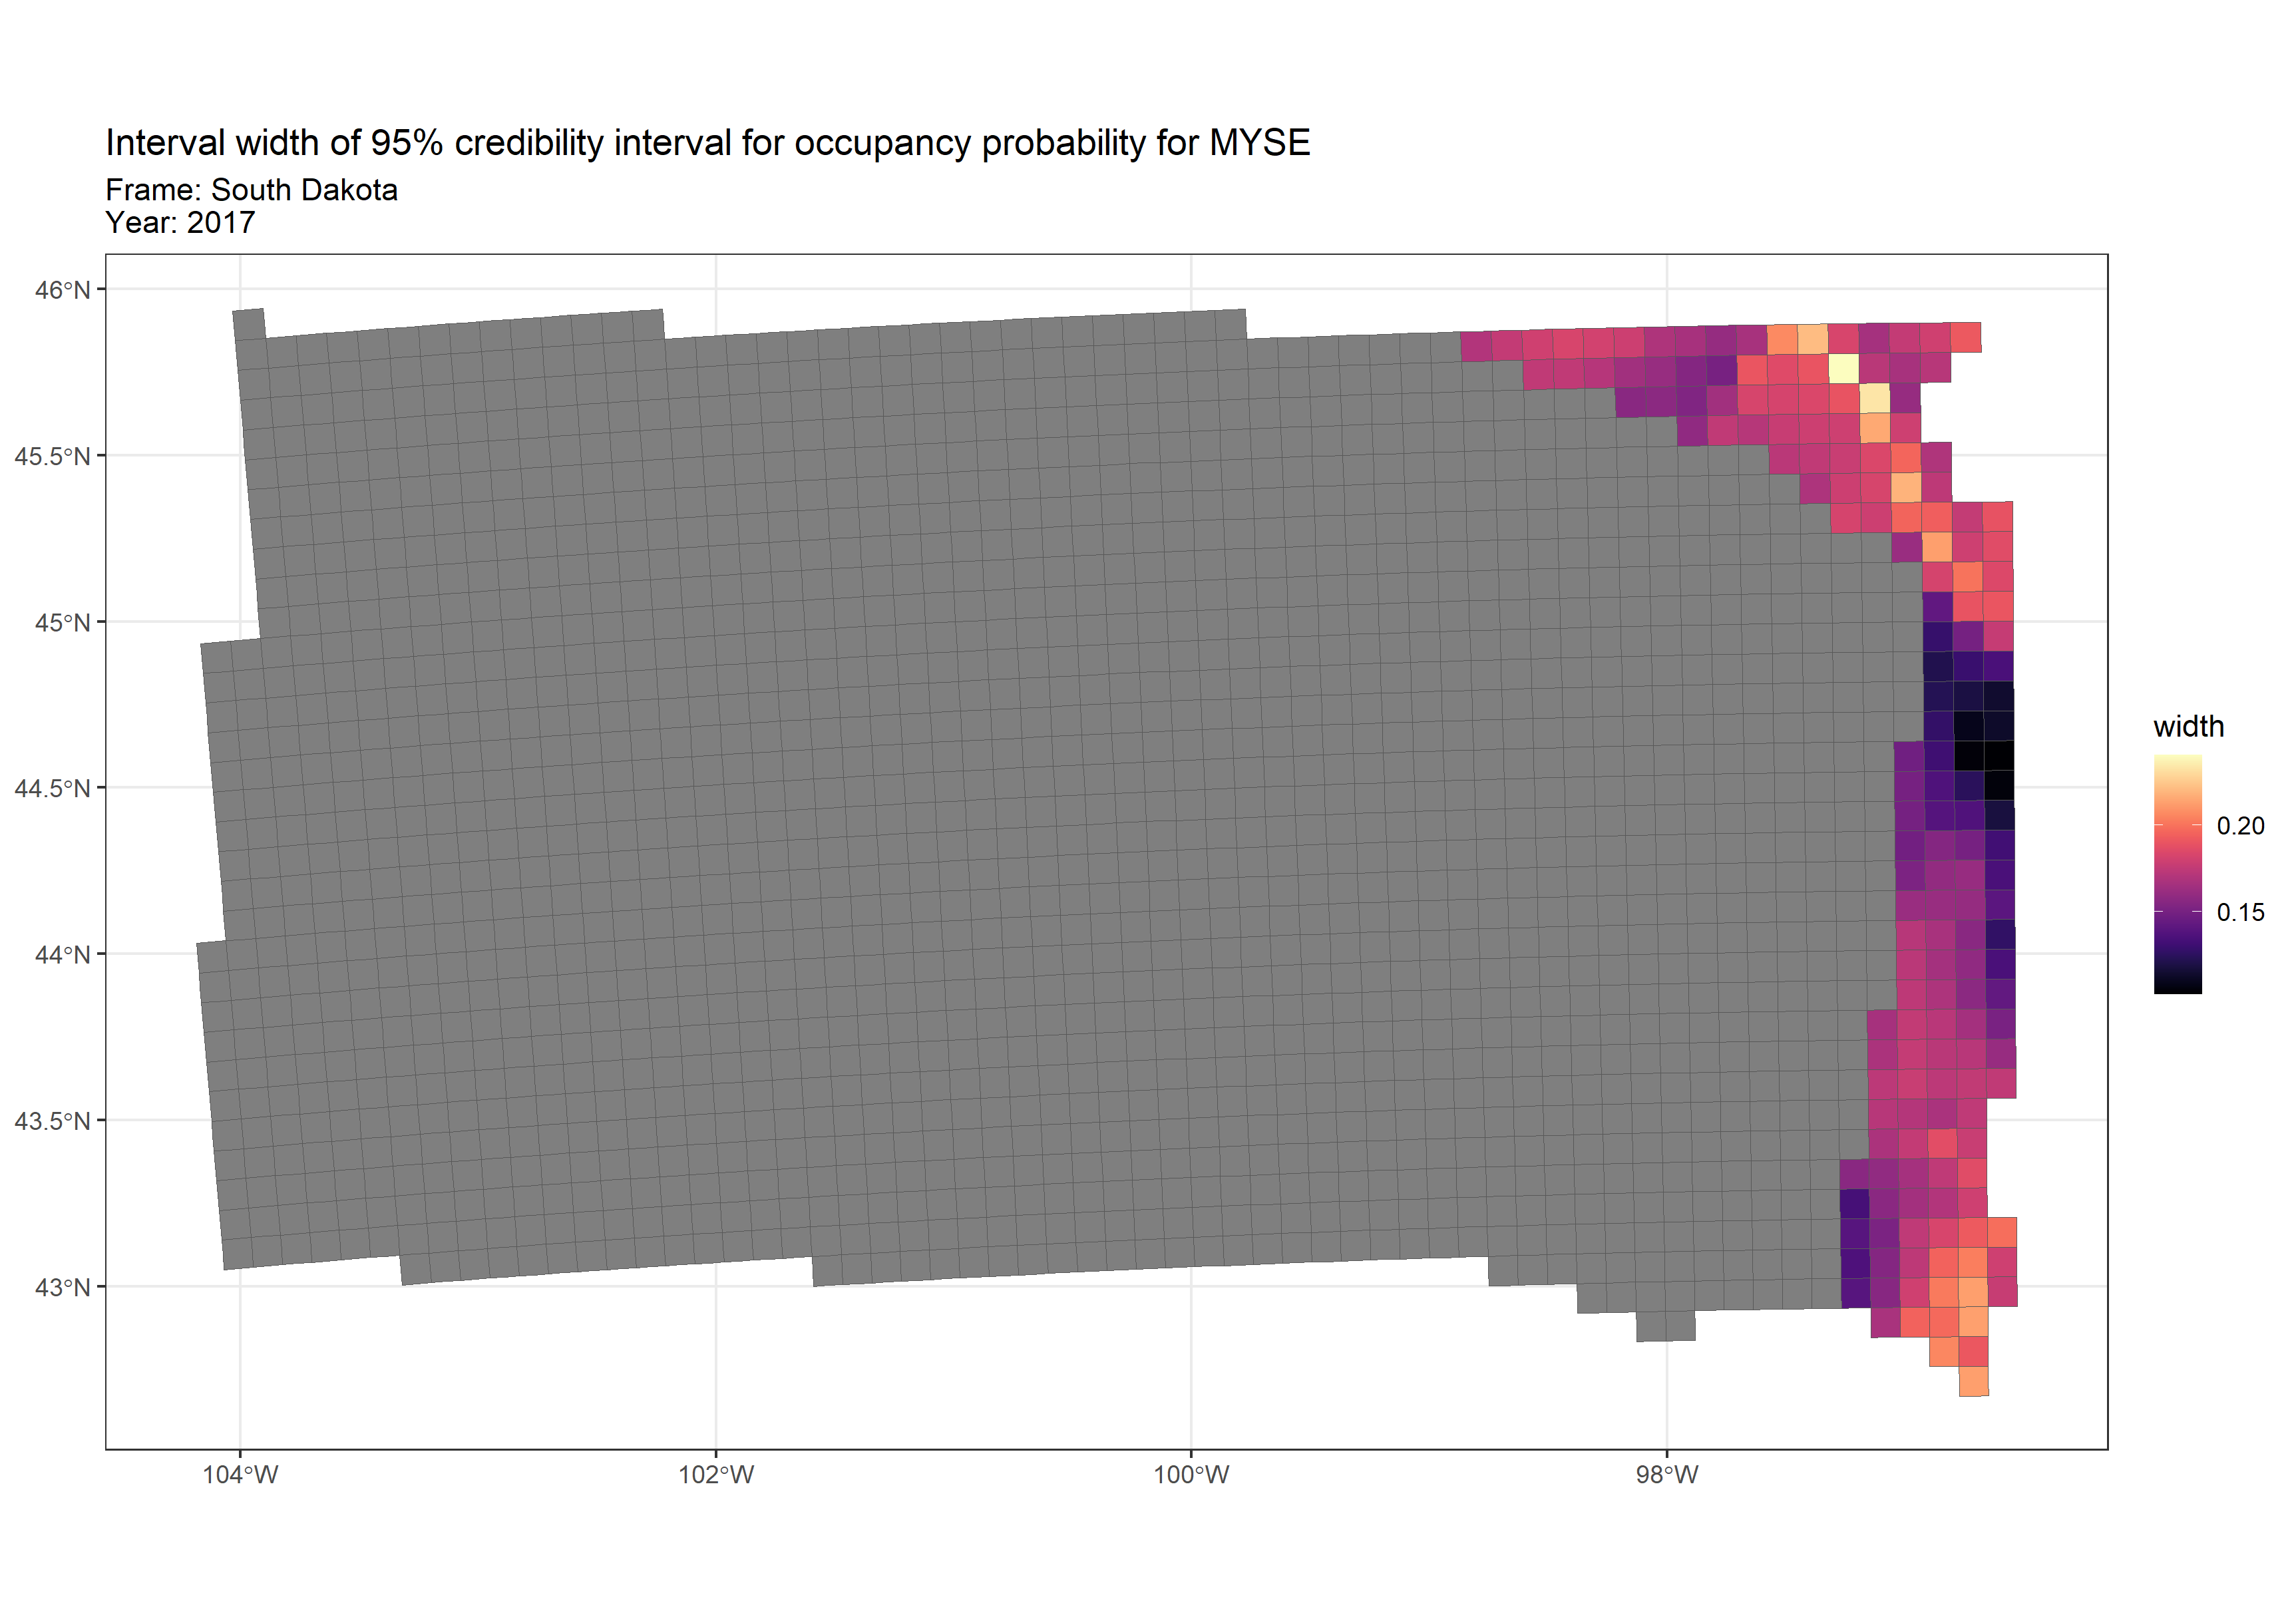 Interval width of 95% credibility interval for occupancy probability for MYSE
Frame: South Dakota
Year: 2017
46°N
45.5°N
45°N
44.5°N
44°N
43.5°N
43°N
104°W
102°W
100°W
98°W
width
0.20
0.15